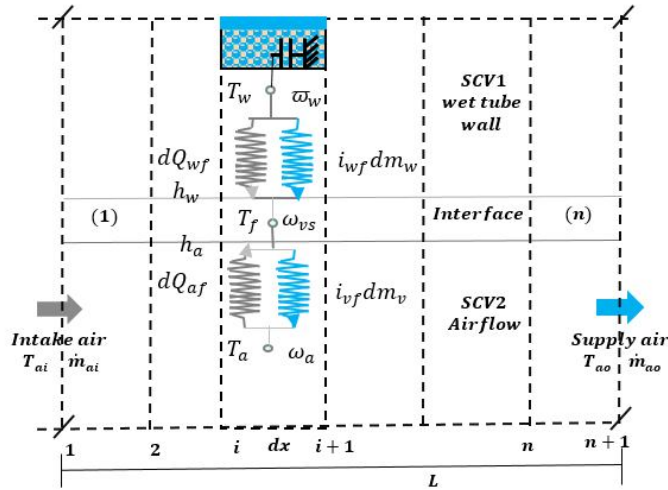 T_w ϖ_w
SCV1
wet tube
wall
dQ_wf i_wf dm_w
h_w
(1) T_f ω_vs Interface (n)
h_a
dQ_af i_vf dm_v
SCV2
Airflow
Intake air
T_ai ṁ_ai
T_a ω_a
Supply air
T_ao ṁ_ao
1 2 i dx i + 1 n n + 1
L